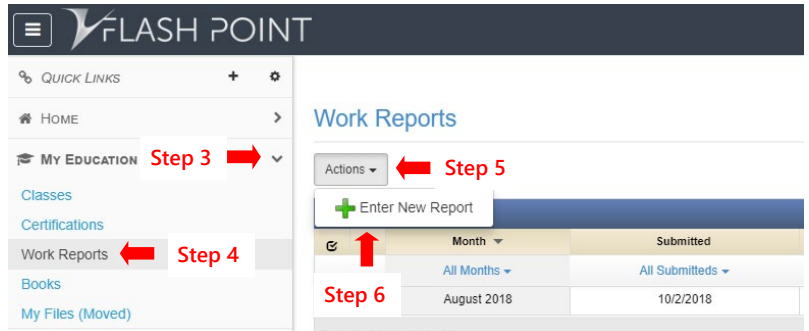 FLASH POINT
QUICK LINKS
HOME
MY EDUCATION Step 3
Classes
Certifications
Work Reports Step 4
Books
My Files (Moved)
Work Reports
Actions Step 5
Enter New Report
Month Submitted
All Months All Submitteds
Step 6 August 2018 10/2/2018